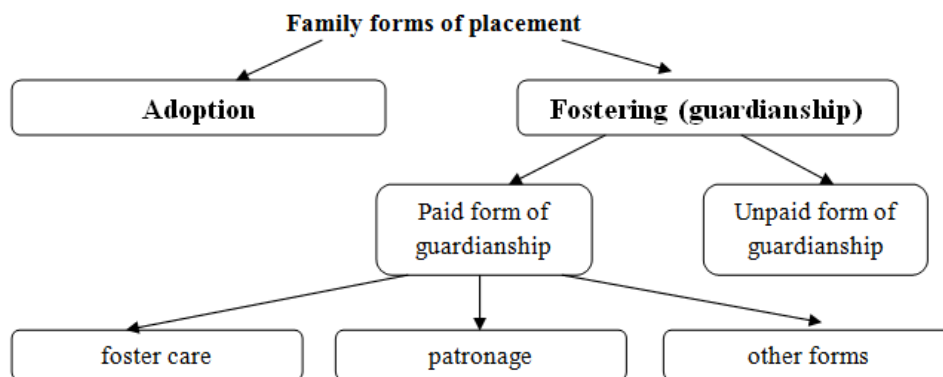 Family forms of placement
Adoption
Fostering (guardianship)
Paid form of
guardianship
Unpaid form of
guardianship
foster care
patronage
other forms